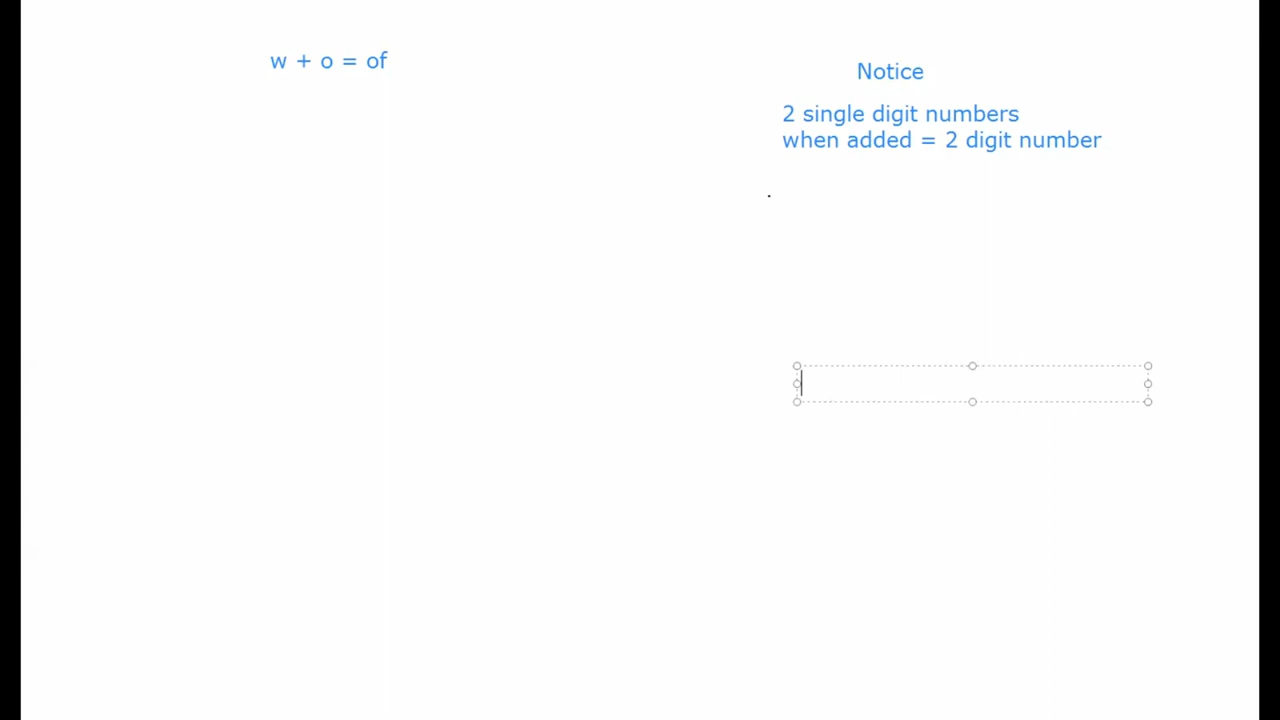 w + o = of
Notice
2 single digit numbers
when added = 2 digit number